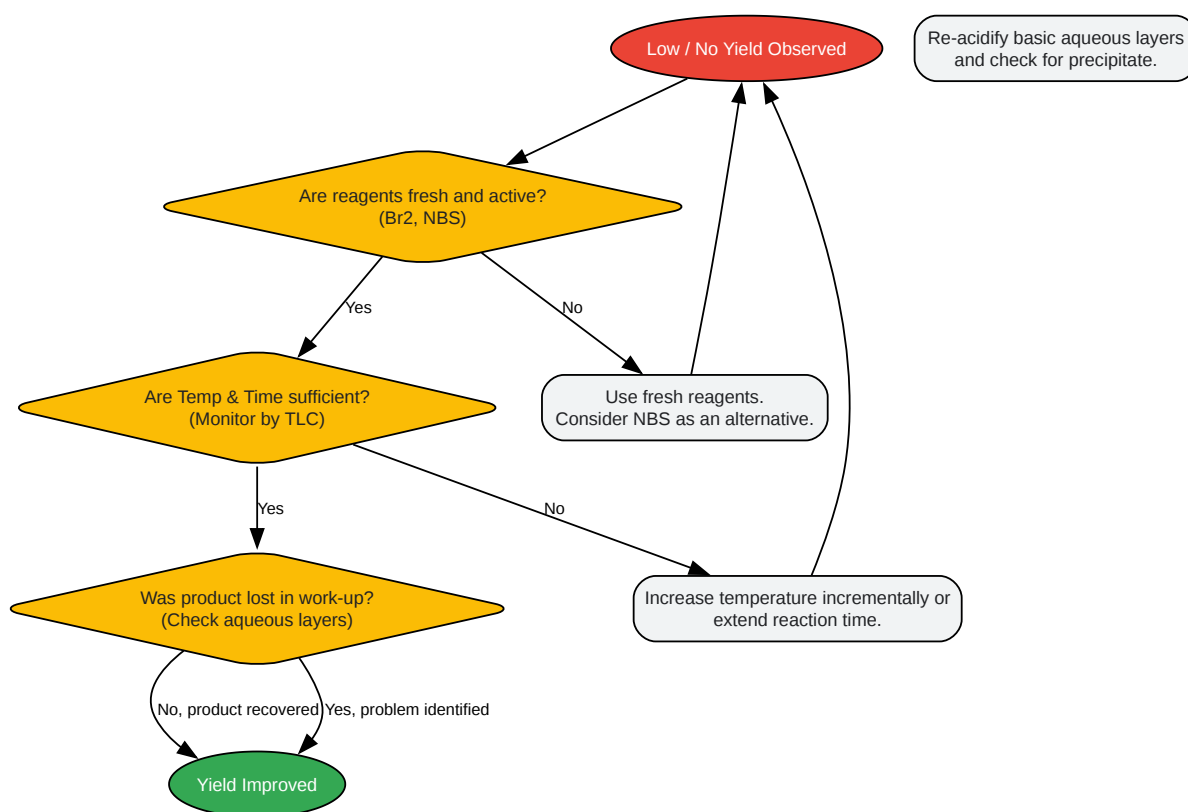 Low / No Yield Observed
Re-acidify basic aqueous layers
and check for precipitate.
Are reagents fresh and active?
(Br2, NBS)
Yes
No
Are Temp & Time sufficient?
(Monitor by TLC)
Use fresh reagents.
Consider NBS as an alternative.
Yes
No
Was product lost in work-up?
(Check aqueous layers)
Increase temperature incrementally or
extend reaction time.
No, product recovered
Yes, problem identified
Yield Improved